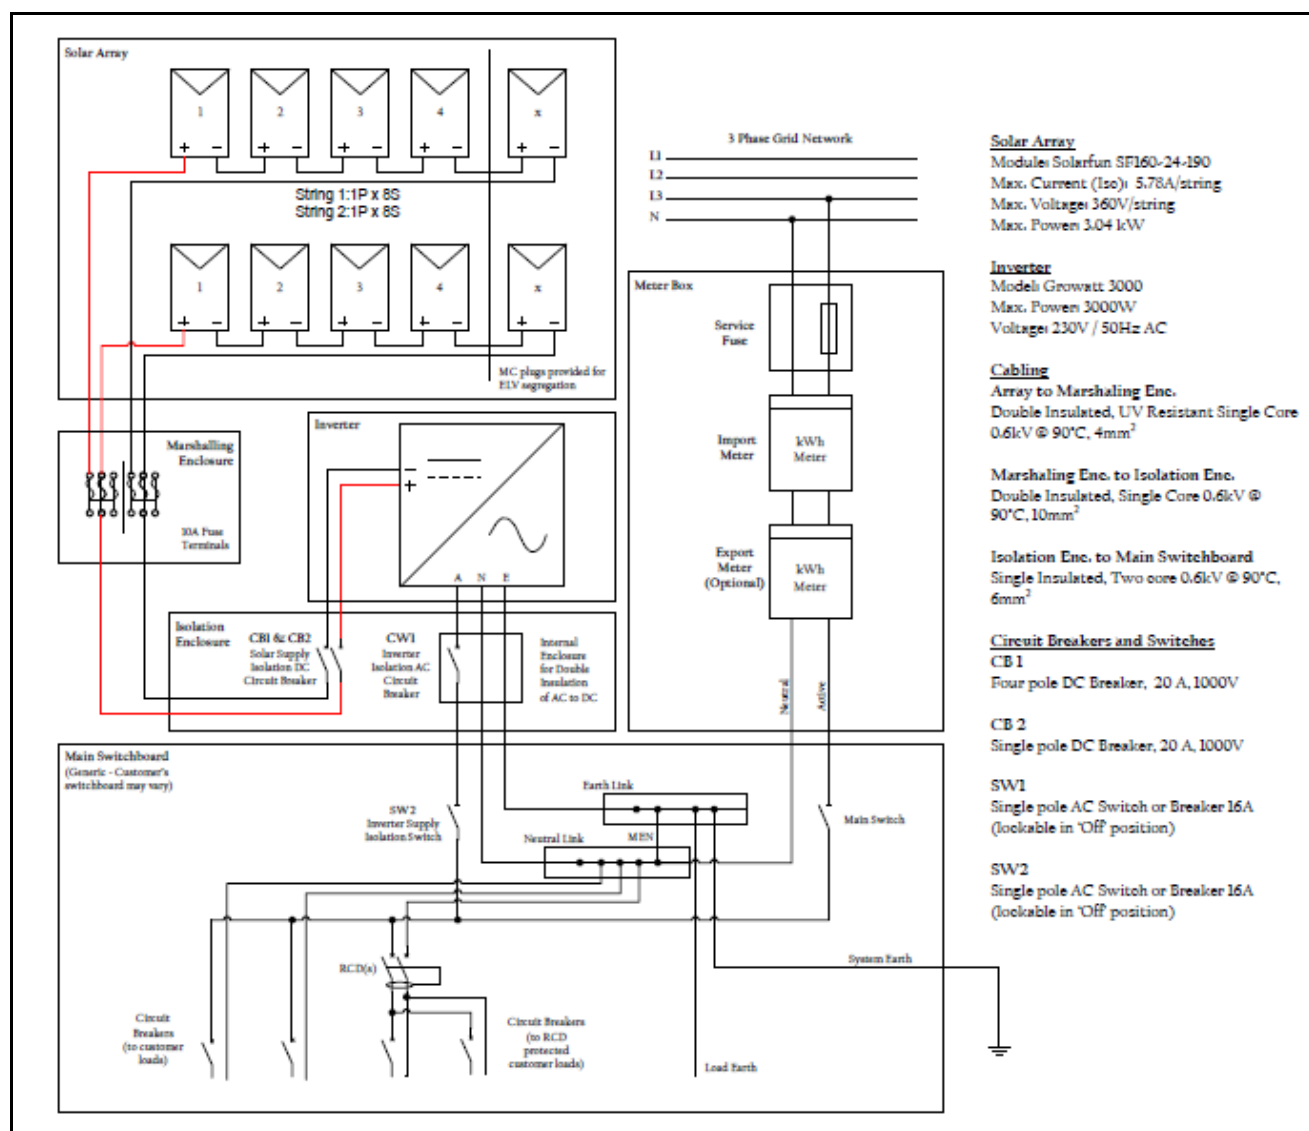 Solar Array
1
2
3
4
x
+ −
+ −
+ −
+ −
+ −
String 1:1P x 8S
String 2:1P x 8S
1
2
3
4
x
+ −
+ −
+ −
+ −
+ −
MC plugs provided for
ELV segregation
Marshalling
Enclosure
10A Fuse
Terminals
Inverter
−
+
A N E
Isolation
Enclosure
CB1 & CB2
Solar Supply
Isolation DC
Circuit Breaker
CW1
Inverter
Isolation AC
Circuit
Breaker
Internal
Enclosure
for Double
Insulation
of AC to DC
3 Phase Grid Network
L1
L2
L3
N
Meter Box
Service
Fuse
Import
Meter
kWh
Meter
Export
Meter
(Optional)
kWh
Meter
Neutral
Active
Main Switchboard
(Generic - Customer's
switchboard may vary)
SW2
Inverter Supply
Isolation Switch
Earth Link
Neutral Link
MEN
Main Switch
RCD(s)
System Earth
Circuit
Breakers
(to customer
loads)
Circuit Breakers
(to RCD
protected
customer loads)
Load Earth
Solar Array
Module: Solarfun SF160-24-190
Max. Current (Isc): 5.78A/string
Max. Voltage: 360V/string
Max. Power: 3.04 kW
Inverter
Model: Growatt 3000
Max. Power: 3000W
Voltage: 230V / 50Hz AC
Cabling
Array to Marshaling Enc.
Double Insulated, UV Resistant Single Core
0.6kV @ 90°C, 4mm²
Marshaling Enc. to Isolation Enc.
Double Insulated, Single Core 0.6kV @
90°C, 10mm²
Isolation Enc. to Main Switchboard
Single Insulated, Two core 0.6kV @ 90°C,
6mm²
Circuit Breakers and Switches
CB 1
Four pole DC Breaker, 20 A, 1000V
CB 2
Single pole DC Breaker, 20 A, 1000V
SW1
Single pole AC Switch or Breaker 16A
(lockable in 'Off' position)
SW2
Single pole AC Switch or Breaker 16A
(lockable in 'Off' position)